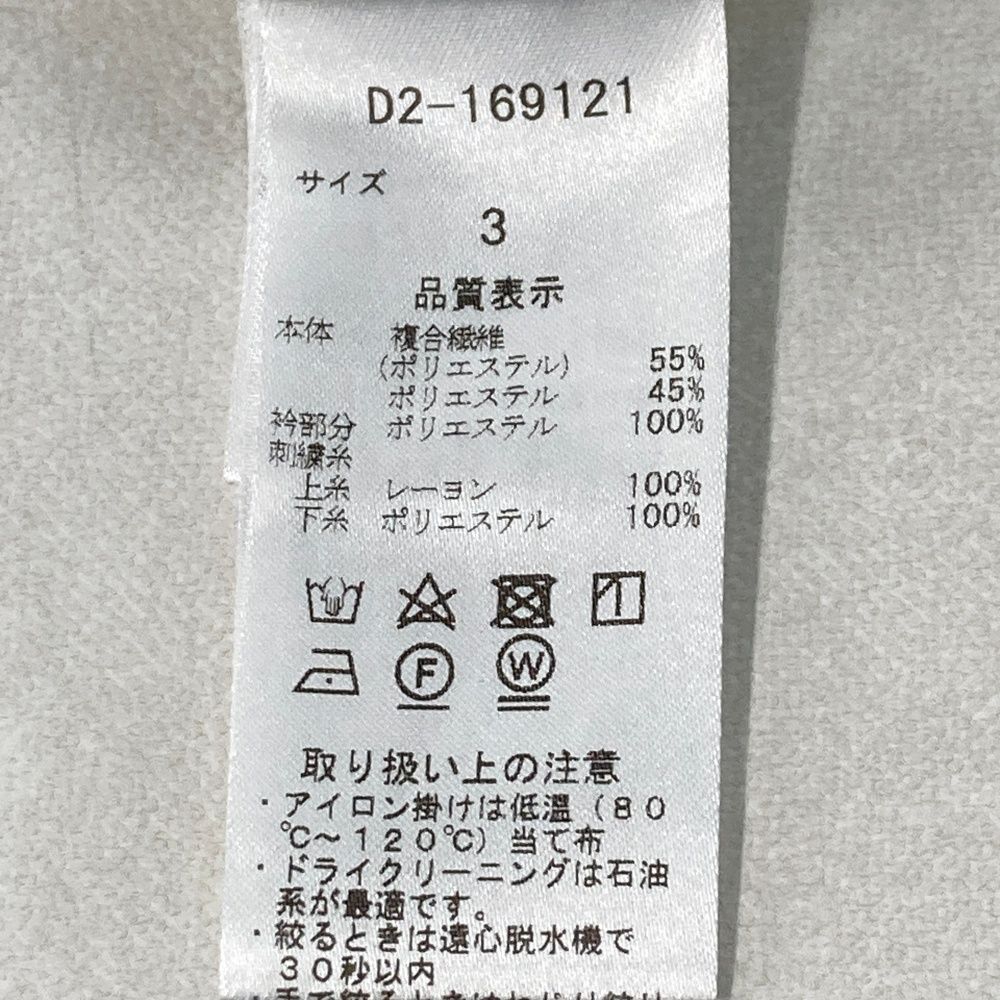 D2-169121
サイズ
3
品質表示
本体 複合繊維
(ポリエステル) 55%
ポリエステル 45%
衿部分 ポリエステル 100%
刺繍糸
上糸 レーヨン 100%
下糸 ポリエステル 100%
F W
取り扱い上の注意
・アイロン掛けは低温(80
℃〜120℃)当て布
・ドライクリーニングは石油
系が最適です。
・絞るときは遠心脱水機で
30秒以内